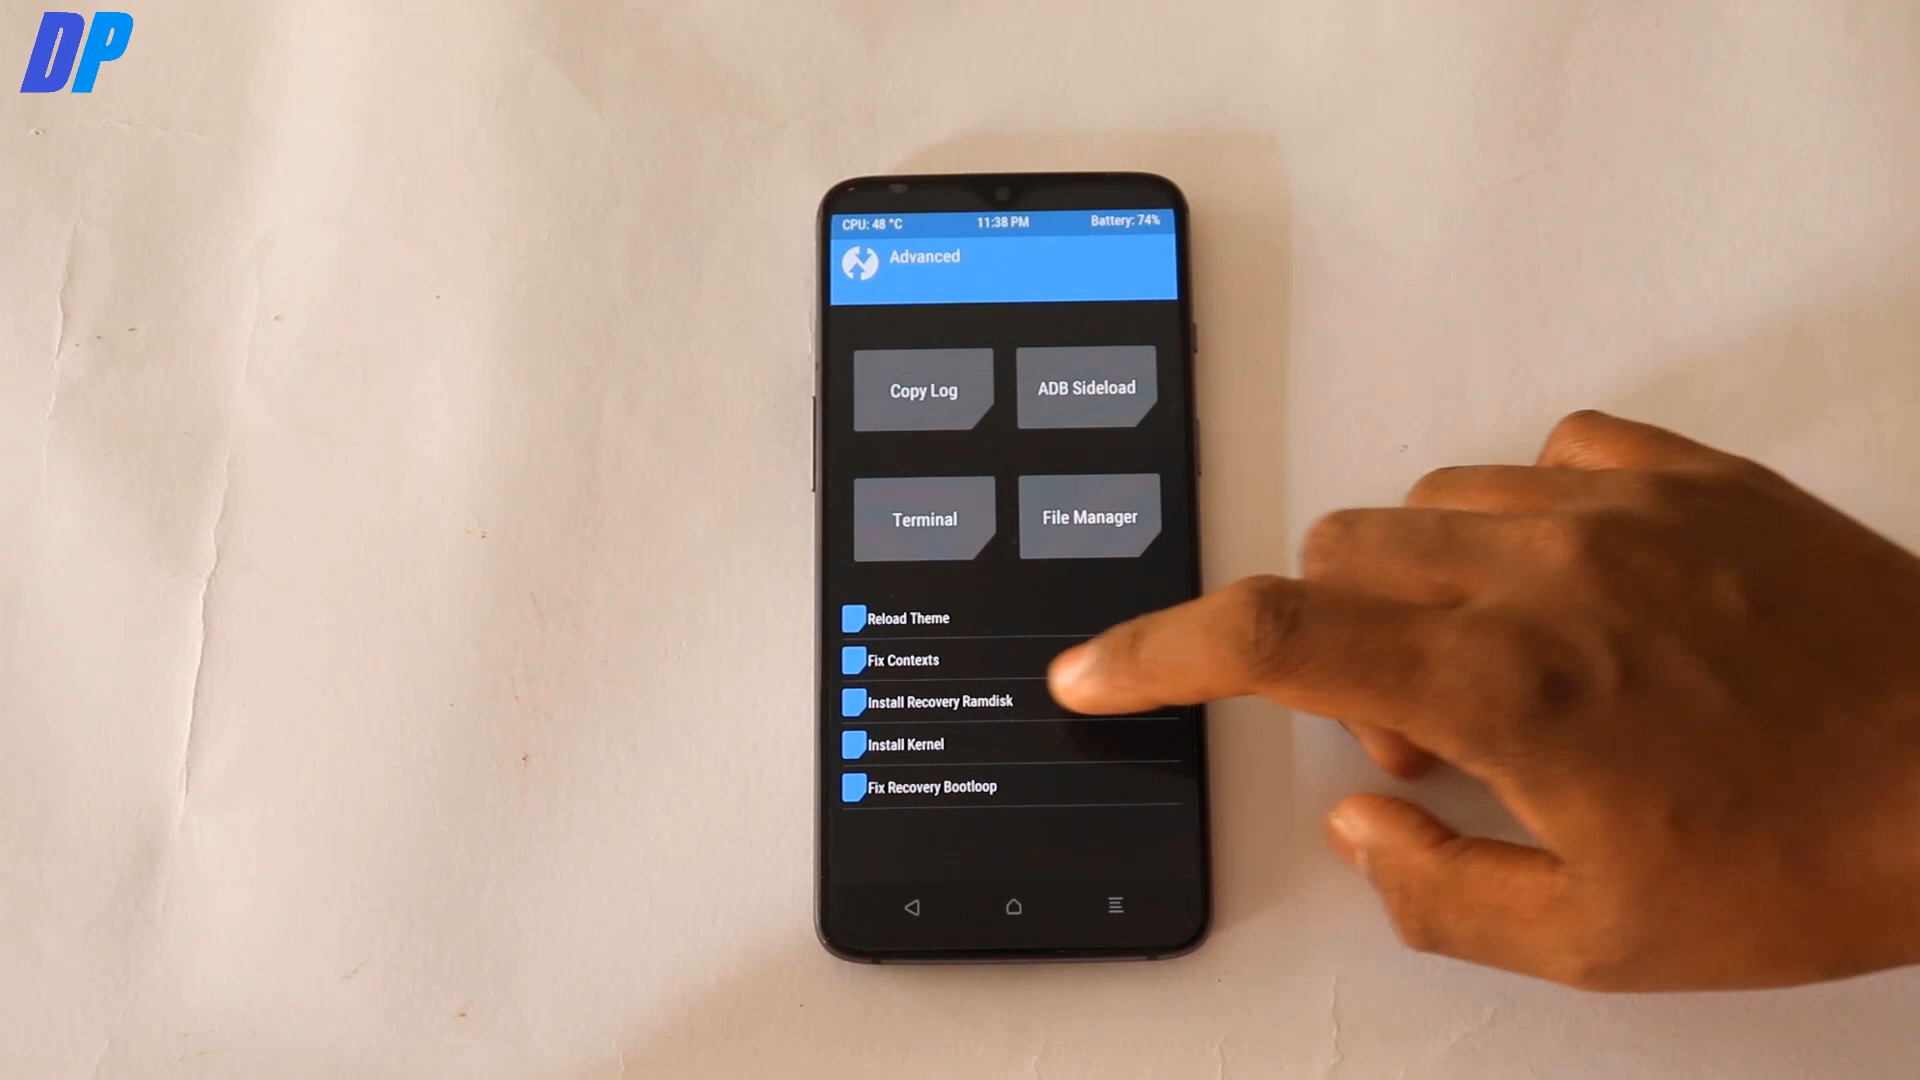 DP
CPU: 48 °C 11:38 PM Battery: 74%
Advanced
Copy Log ADB Sideload
Terminal File Manager
Reload Theme
Fix Contexts
Install Recovery Ramdisk
Install Kernel
Fix Recovery Bootloop